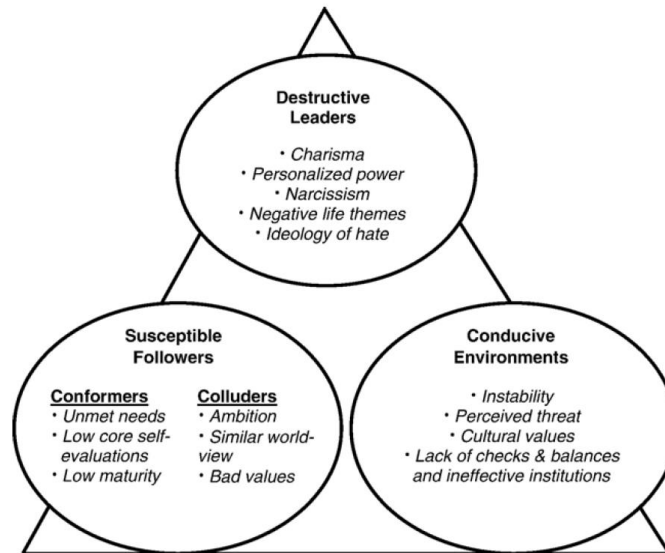 Destructive
Leaders
• Charisma
• Personalized power
• Narcissism
• Negative life themes
• Ideology of hate
Susceptible
Followers
Conformers
• Unmet needs
• Low core self-
evaluations
• Low maturity
Colluders
• Ambition
• Similar world-
view
• Bad values
Conducive
Environments
• Instability
• Perceived threat
• Cultural values
• Lack of checks & balances
and ineffective institutions